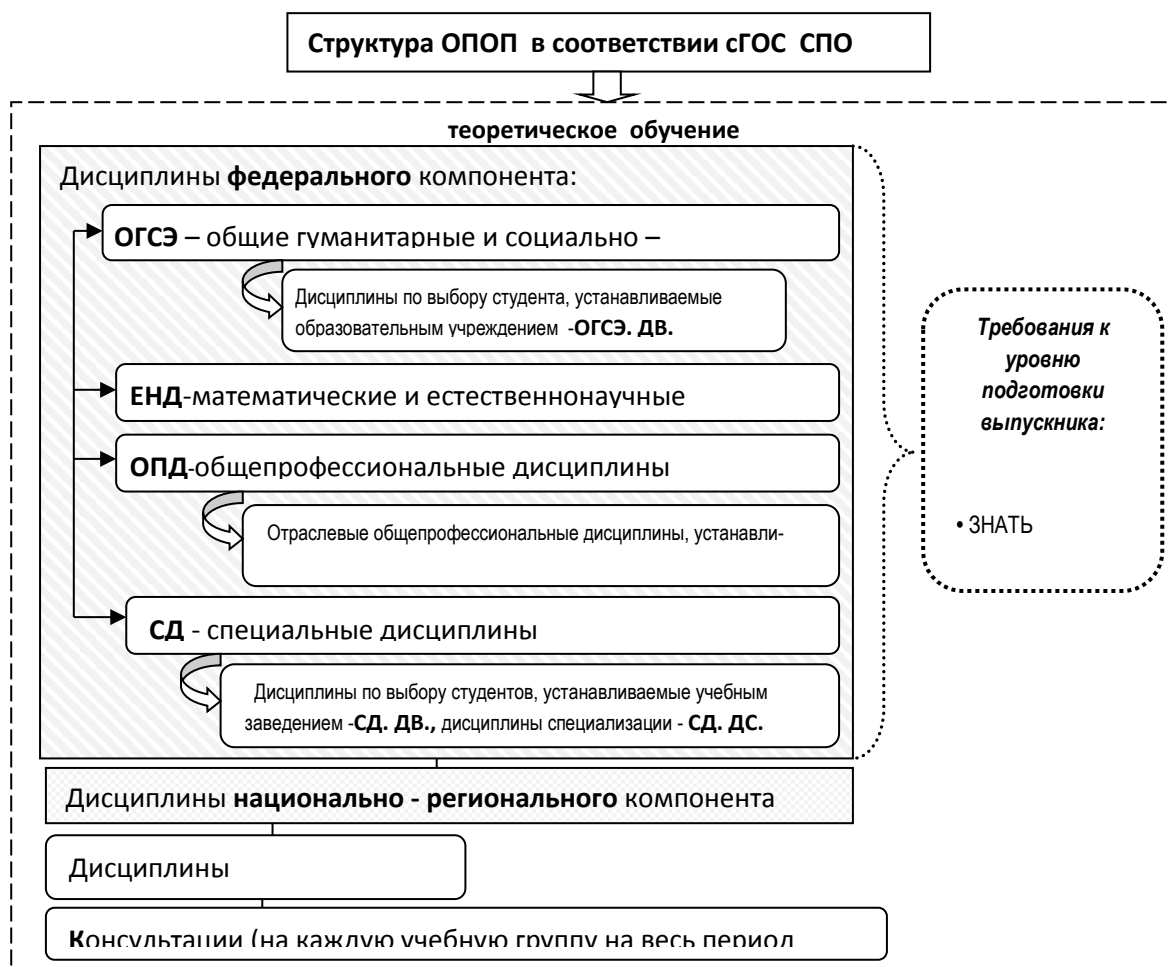 Структура ОПОП в соответствии сГОС СПО
теоретическое обучение
Дисциплины федерального компонента:
ОГСЭ – общие гуманитарные и социально –
Дисциплины по выбору студента, устанавливаемые
образовательным учреждением -ОГСЭ. ДВ.
ЕНД-математические и естественнонаучные
ОПД-общепрофессиональные дисциплины
Отраслевые общепрофессиональные дисциплины, устанавли-
СД - специальные дисциплины
Дисциплины по выбору студентов, устанавливаемые учебным
заведением -СД. ДВ., дисциплины специализации - СД. ДС.
Дисциплины национально - регионального компонента
Дисциплины
Консультации (на каждую учебную группу на весь период
Требования к
уровню
подготовки
выпускника:
• ЗНАТЬ